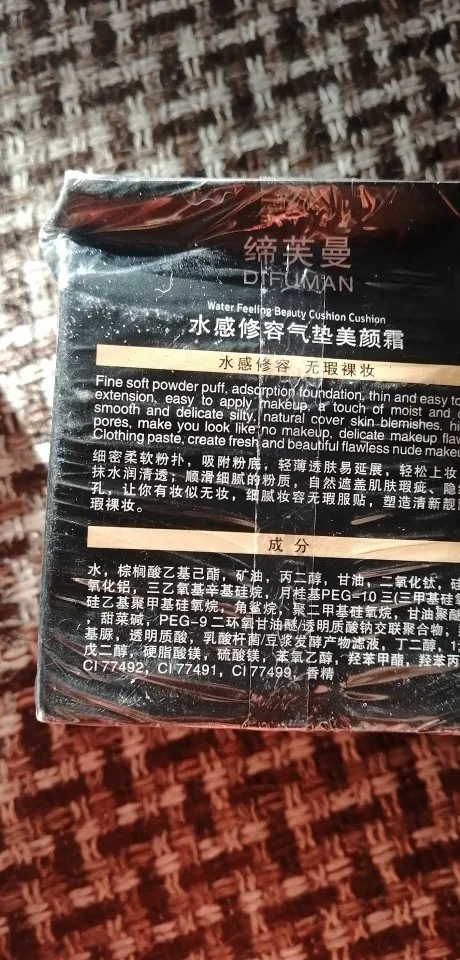 缔芙曼
DIFUMAN
Water Feeling Beauty Cushion Cushion
水感修容气垫美颜霜
水感修容 无瑕裸妆
Fine soft powder puff, adsorption foundation, thin and easy to
extension, easy to apply makeup, a touch of moist and
smooth and delicate silty, natural cover skin blemishes,
pores, make you look like no makeup, delicate makeup
Clothing paste, create fresh and beautiful flawless nude
细密柔软粉扑，吸附粉底，轻薄透肤易延展，轻松上妆
抹水润清透；顺滑细腻的粉质，自然遮盖肌肤瑕疵、
孔，让你有妆似无妆，细腻妆容无瑕服贴，塑造清新
瑕裸妆。
成分
水，棕榈酸乙基己酯，矿油，丙二醇，甘油，二氧化钛，
氧化铝，三乙氧基辛基硅烷，月桂基PEG-10 三(三甲基
硅乙基聚甲基硅氧烷，角鲨烷，聚二甲基硅氧烷，甘油聚醚
，甜菜碱，PEG-9 二环氧甘油醚/透明质酸钠交联聚合物，
基脲，透明质酸，乳酸杆菌/豆浆发酵产物滤液，丁二醇，
戊二醇，硬脂酸镁，硫酸镁，苯氧乙醇，羟苯甲酯，羟苯
CI 77492，CI 77491，CI 77499，香精